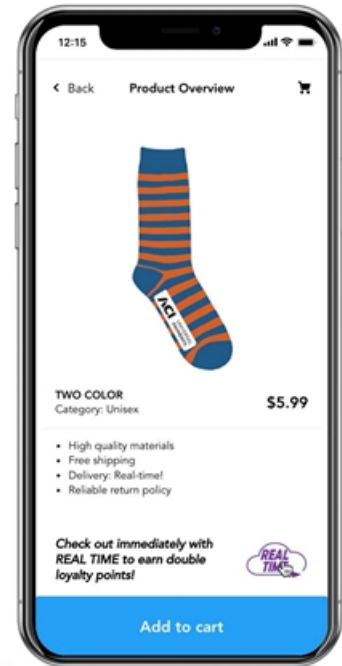 12:15
Back
Product Overview
TWO COLOR
Category: Unisex
$5.99
High quality materials
Free shipping
Delivery: Real-time!
Reliable return policy
Check out immediately with
REAL TIME to earn double
loyalty points!
REAL
TIME
Add to cart
ACI